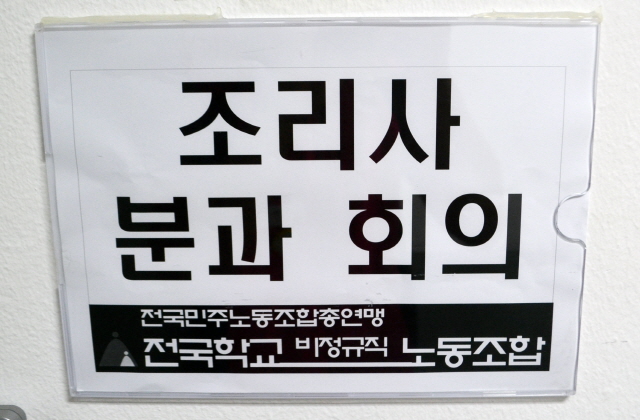 조리사
분과 회의
전국민주노동조합총연맹
전국학교 비정규직 노동조합